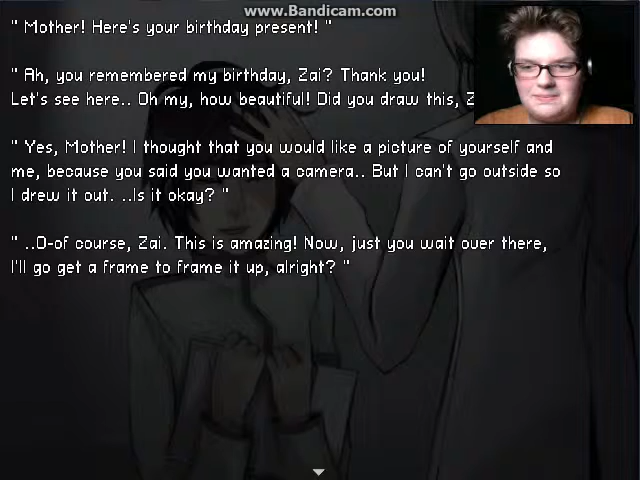 www.Bandicam.com
" Mother! Here's your birthday present! "
" Ah, you remembered my birthday, Zai? Thank you!
Let's see here.. Oh my, how beautiful! Did you draw this, Z
" Yes, Mother! I thought that you would like a picture of yourself and
me, because you said you wanted a camera.. But I can't go outside so
I drew it out. ..Is it okay? "
" ..O-of course, Zai. This is amazing! Now, just you wait over there,
I'll go get a frame to frame it up, alright? "